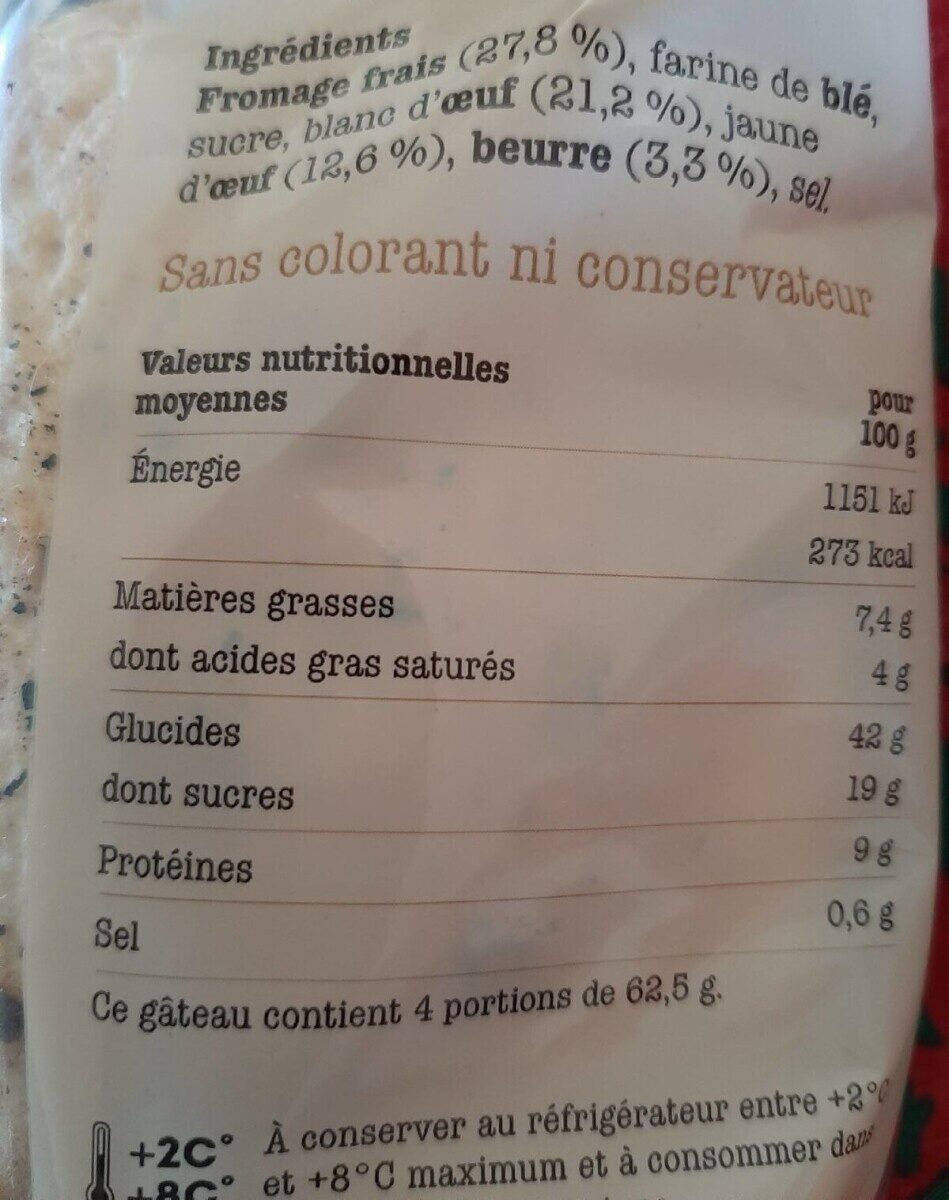 Ingrédients
Fromage frais (27,8 %), farine de blé,
sucre, blanc d'œuf (21,2 %), jaune
d'œuf (12,6 %), beurre (3,3 %), sel.
Sans colorant ni conservateur
Valeurs nutritionnelles
moyennes pour
100 g
Énergie 1151 kJ
273 kcal
Matières grasses 7,4 g
dont acides gras saturés 4 g
Glucides 42 g
dont sucres 19 g
Protéines 9 g
Sel 0,6 g
Ce gâteau contient 4 portions de 62,5 g.
+2C° À conserver au réfrigérateur entre +2°C
+8C° et +8°C maximum et à consommer dans